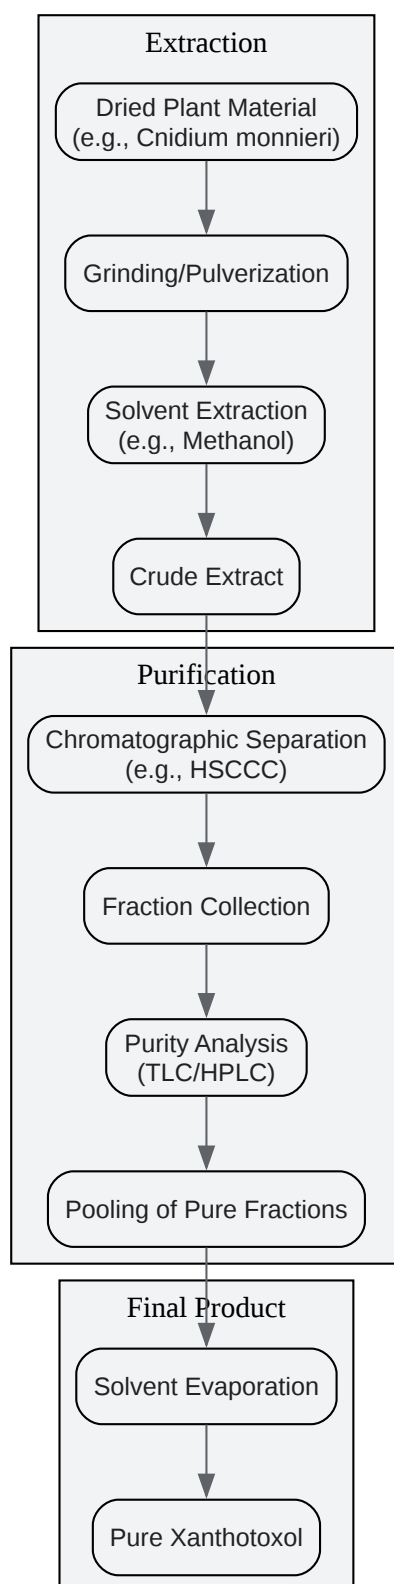 Extraction
Dried Plant Material
(e.g., Cnidium monnieri)
Grinding/Pulverization
Solvent Extraction
(e.g., Methanol)
Crude Extract
Purification
Chromatographic Separation
(e.g., HSCCC)
Fraction Collection
Purity Analysis
(TLC/HPLC)
Pooling of Pure Fractions
Final Product
Solvent Evaporation
Pure Xanthotoxol